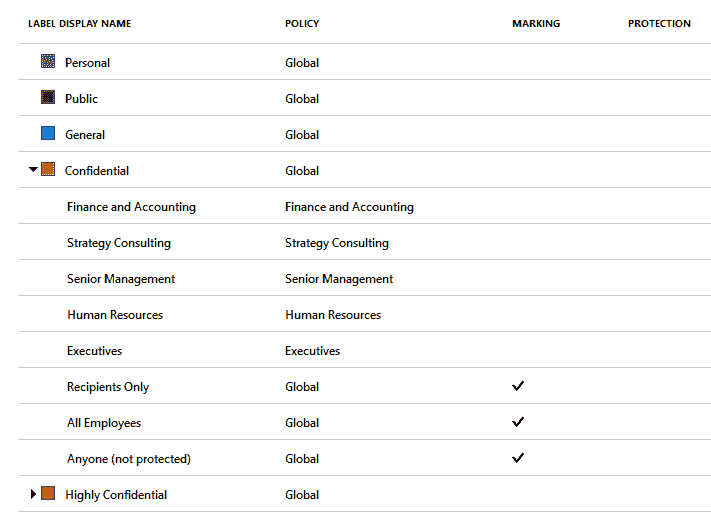 LABEL DISPLAY NAME POLICY MARKING PROTECTION
Personal Global
Public Global
General Global
Confidential Global
Finance and Accounting Finance and Accounting
Strategy Consulting Strategy Consulting
Senior Management Senior Management
Human Resources Human Resources
Executives Executives
Recipients Only Global
All Employees Global
Anyone (not protected) Global
Highly Confidential Global